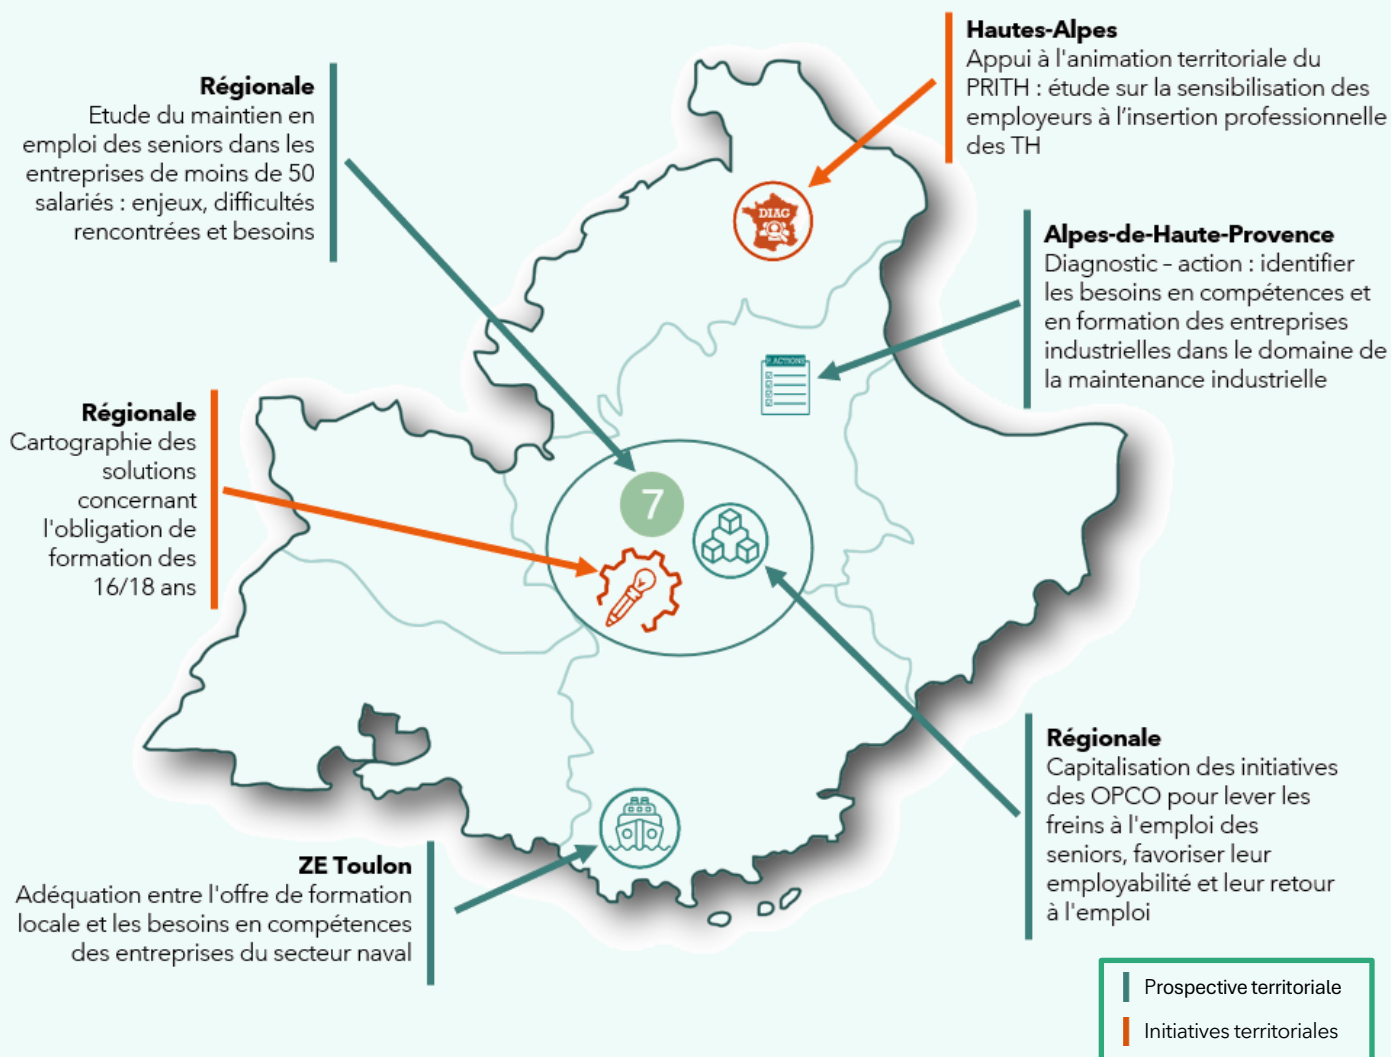 Hautes-Alpes
Appui à l'animation territoriale du
PRITH : étude sur la sensibilisation des
employeurs à l’insertion professionnelle
des TH
Régionale
Etude du maintien en
emploi des seniors dans les
entreprises de moins de 50
salariés : enjeux, difficultés
rencontrées et besoins
DIAG
Alpes-de-Haute-Provence
Diagnostic – action : identifier
les besoins en compétences et
en formation des entreprises
industrielles dans le domaine de
la maintenance industrielle
ACTIONS
Régionale
Cartographie des
solutions
concernant
l'obligation de
formation des
16/18 ans
7
Régionale
Capitalisation des initiatives
des OPCO pour lever les
freins à l'emploi des
seniors, favoriser leur
employabilité et leur retour
à l'emploi
ZE Toulon
Adéquation entre l'offre de formation
locale et les besoins en compétences
des entreprises du secteur naval
Prospective territoriale
Initiatives territoriales